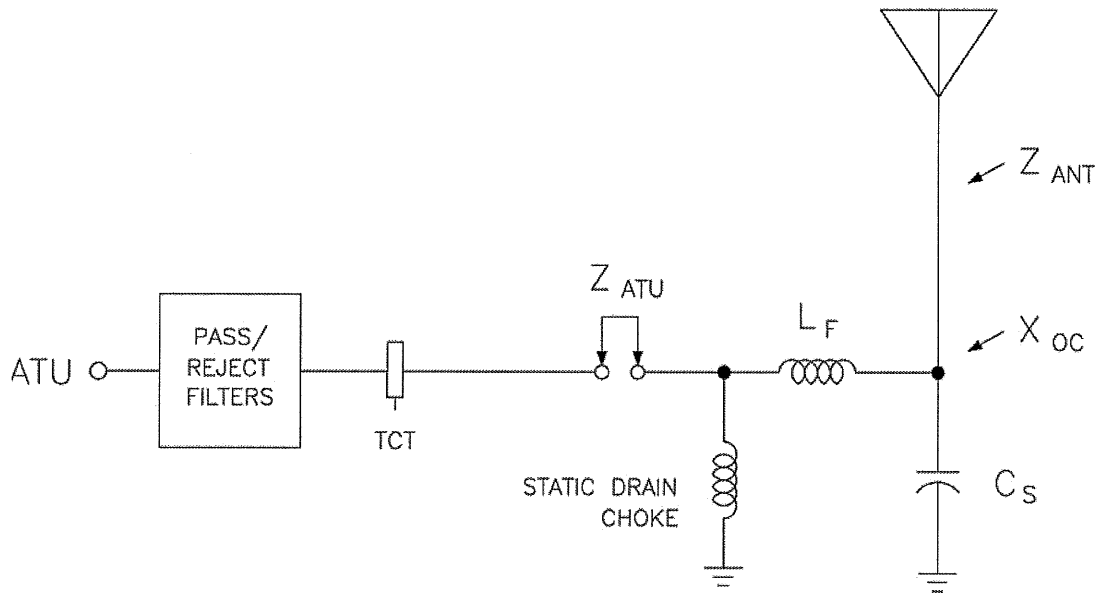 Z ANT
Z ATU
L F
X OC
PASS/
REJECT
FILTERS
ATU
TCT
STATIC DRAIN
CHOKE
C S